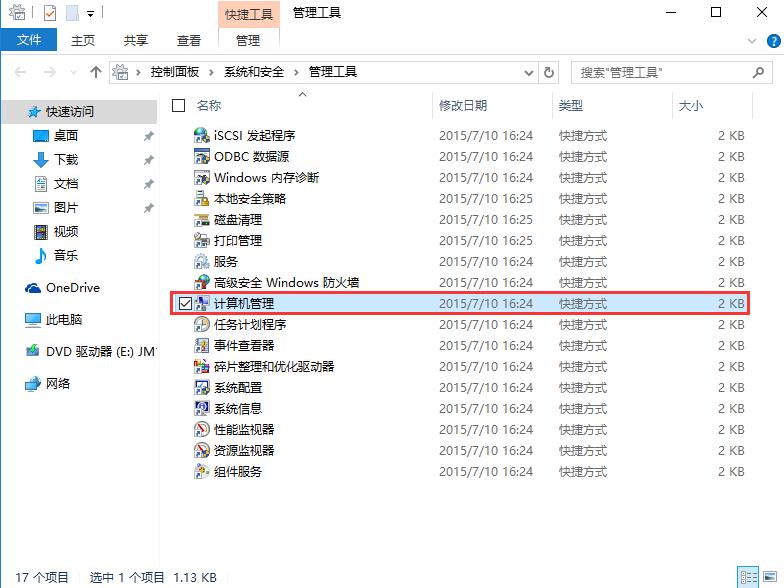 快捷工具 管理工具
文件 主页 共享 查看 管理
控制面板 系统和安全 管理工具 搜索"管理工具"
快速访问
桌面
下载
文档
图片
视频
音乐
OneDrive
此电脑
DVD 驱动器 (E:) JM
网络
名称 修改日期 类型 大小
iSCSI 发起程序 2015/7/10 16:24 快捷方式 2 KB
ODBC 数据源 2015/7/10 16:24 快捷方式 2 KB
Windows 内存诊断 2015/7/10 16:24 快捷方式 2 KB
本地安全策略 2015/7/10 16:25 快捷方式 2 KB
磁盘清理 2015/7/10 16:25 快捷方式 2 KB
打印管理 2015/7/10 16:25 快捷方式 2 KB
服务 2015/7/10 16:24 快捷方式 2 KB
高级安全 Windows 防火墙 2015/7/10 16:24 快捷方式 2 KB
计算机管理 2015/7/10 16:24 快捷方式 2 KB
任务计划程序 2015/7/10 16:24 快捷方式 2 KB
事件查看器 2015/7/10 16:24 快捷方式 2 KB
碎片整理和优化驱动器 2015/7/10 16:24 快捷方式 2 KB
系统配置 2015/7/10 16:24 快捷方式 2 KB
系统信息 2015/7/10 16:24 快捷方式 2 KB
性能监视器 2015/7/10 16:24 快捷方式 2 KB
资源监视器 2015/7/10 16:24 快捷方式 2 KB
组件服务 2015/7/10 16:24 快捷方式 2 KB
17 个项目 选中 1 个项目 1.13 KB